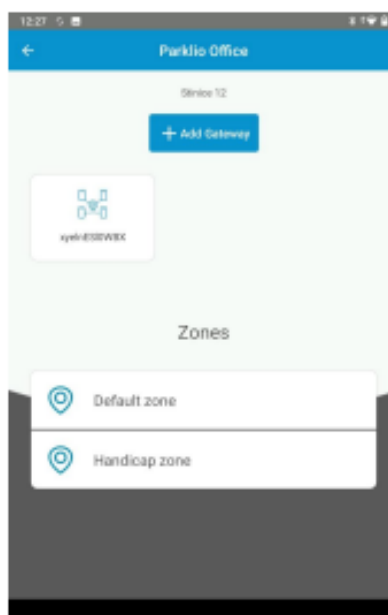 12:27
Parklio Office
Stinice 12
+ Add Gateway
Zones
Default zone
Handicap zone